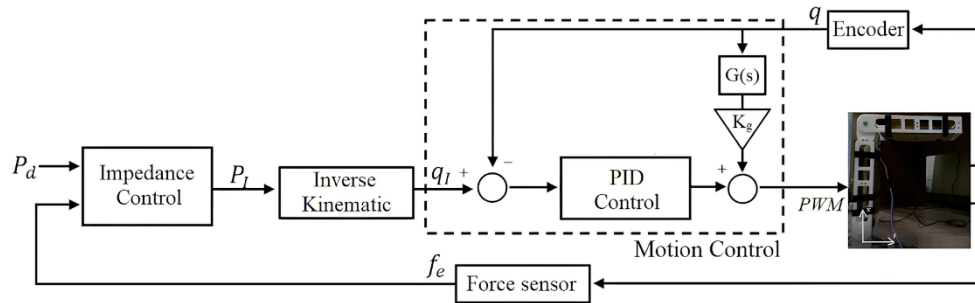 q
Encoder
G(s)
K_g
P_d
Impedance
Control
P_I
Inverse
Kinematic
q_I
+
−
PID
Control
+
+
PWM
Motion Control
f_e
Force sensor